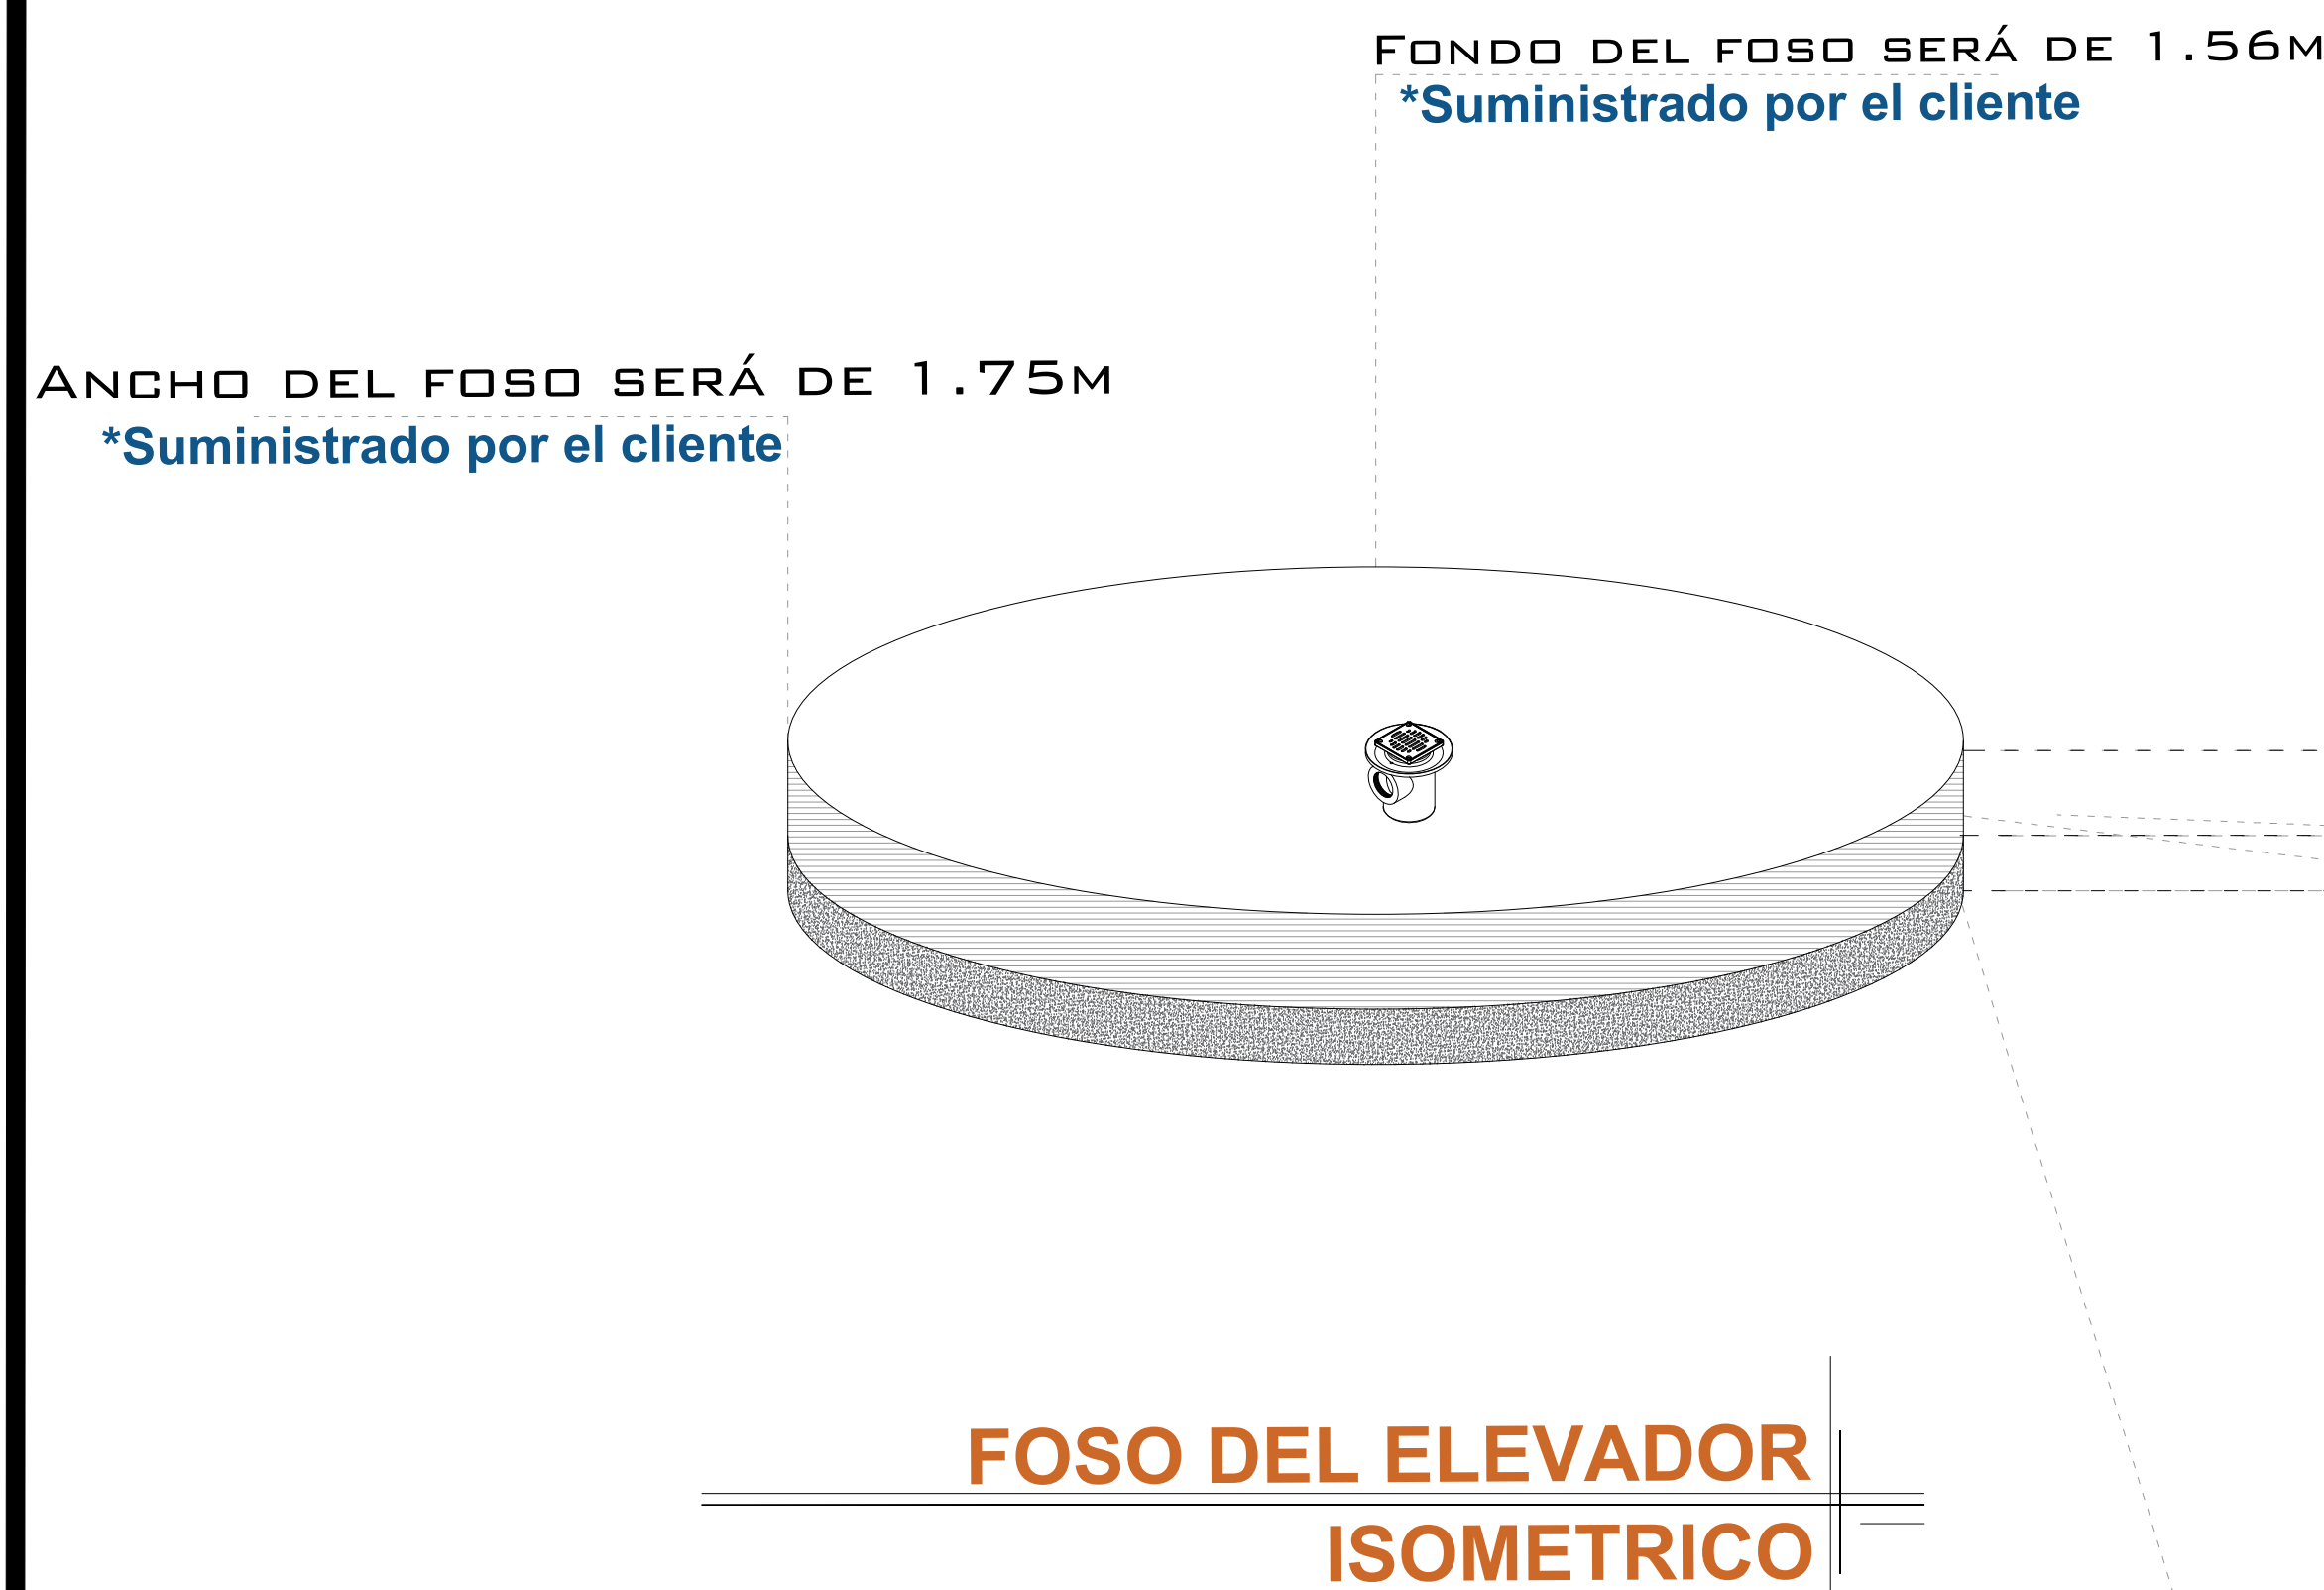 Fondo del foso será de 1.56m
*Suministrado por el cliente
Ancho del foso será de 1.75m
*Suministrado por el cliente
FOSO DEL ELEVADOR
ISOMETRICO